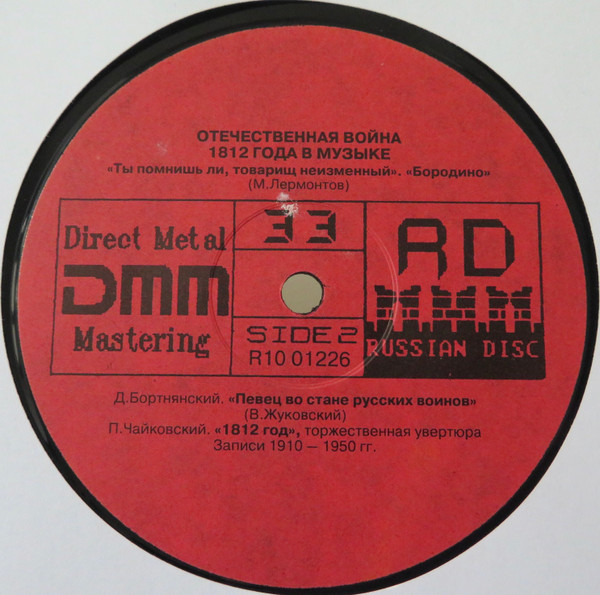 ОТЕЧЕСТВЕННАЯ ВОЙНА
1812 ГОДА В МУЗЫКЕ
«Ты помнишь ли, товарищ неизменный». «Бородино»
(М.Лермонтов)
Direct Metal
DMM
Mastering
33
SIDE 2
R10 01226
RD
RUSSIAN DISC
Д.Бортнянский. «Певец во стане русских воинов»
(В.Жуковский)
П.Чайковский. «1812 год», торжественная увертюра
Записи 1910 — 1950 гг.